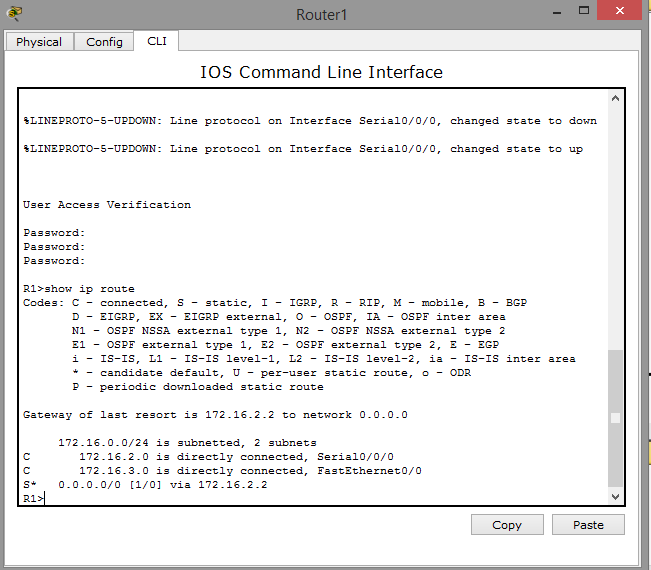 Router1
Physical Config CLI
IOS Command Line Interface
%LINEPROTO-5-UPDOWN: Line protocol on Interface Serial0/0/0, changed state to down
%LINEPROTO-5-UPDOWN: Line protocol on Interface Serial0/0/0, changed state to up
User Access Verification
Password:
Password:
Password:
R1>show ip route
Codes: C - connected, S - static, I - IGRP, R - RIP, M - mobile, B - BGP
D - EIGRP, EX - EIGRP external, O - OSPF, IA - OSPF inter area
N1 - OSPF NSSA external type 1, N2 - OSPF NSSA external type 2
E1 - OSPF external type 1, E2 - OSPF external type 2, E - EGP
i - IS-IS, L1 - IS-IS level-1, L2 - IS-IS level-2, ia - IS-IS inter area
* - candidate default, U - per-user static route, o - ODR
P - periodic downloaded static route
Gateway of last resort is 172.16.2.2 to network 0.0.0.0
172.16.0.0/24 is subnetted, 2 subnets
C 172.16.2.0 is directly connected, Serial0/0/0
C 172.16.3.0 is directly connected, FastEthernet0/0
S* 0.0.0.0/0 [1/0] via 172.16.2.2
R1>
Copy Paste